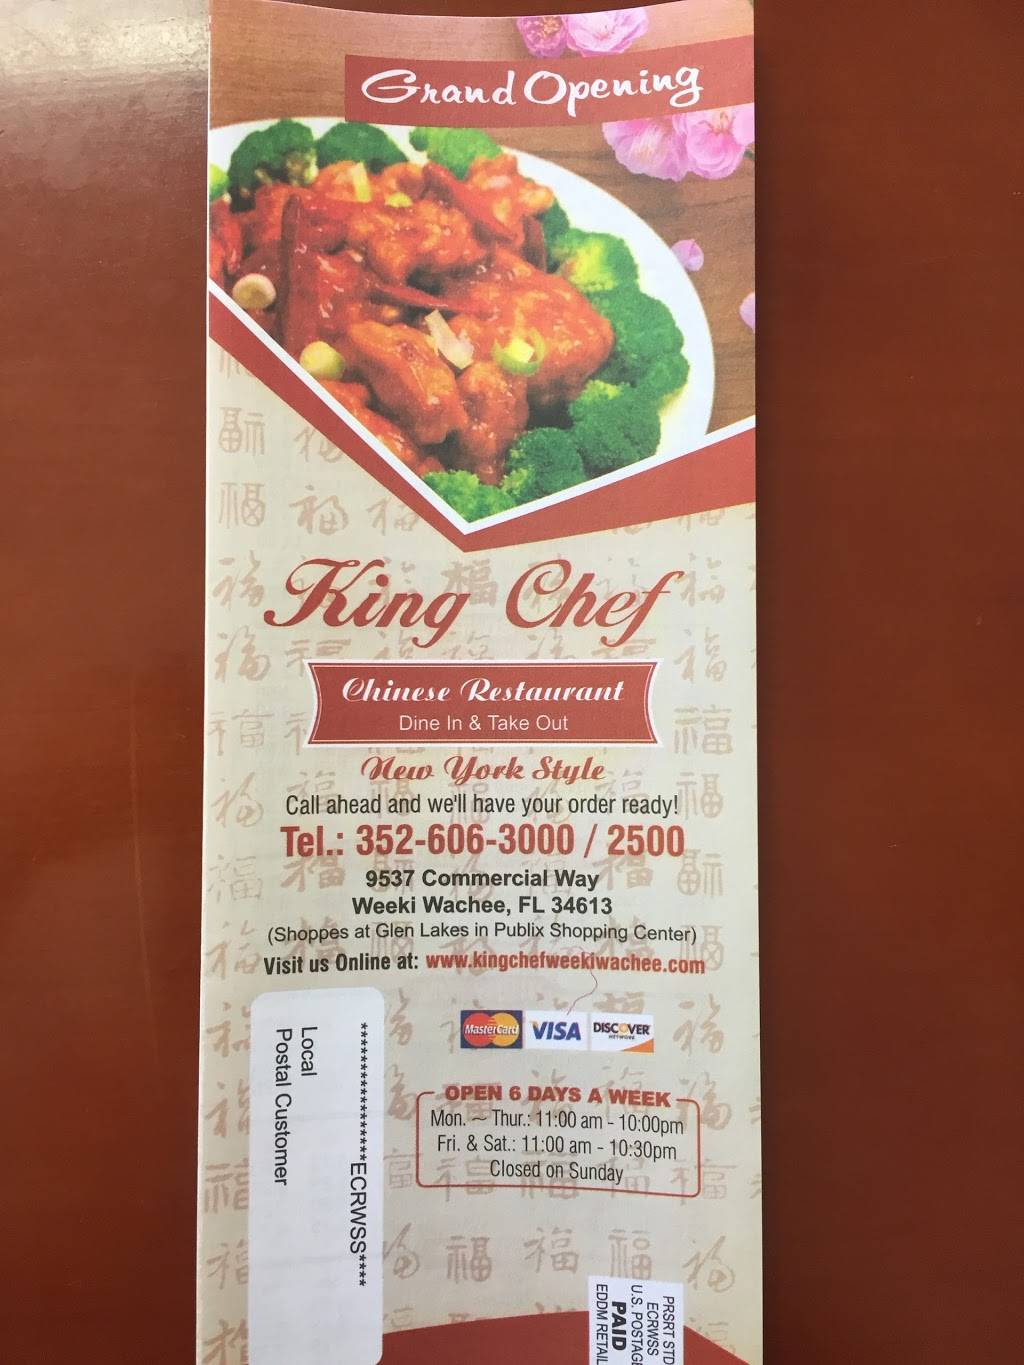 Grand Opening
King Chef
Chinese Restaurant
Dine In & Take Out
New York Style
Call ahead and we'll have your order ready!
Tel.: 352-606-3000 / 2500
9537 Commercial Way
Weeki Wachee, FL 34613
(Shoppes at Glen Lakes in Publix Shopping Center)
Visit us Online at: www.kingchefweekiwachee.com
MasterCard VISA DISCOVER
NETWORK
OPEN 6 DAYS A WEEK
Mon. ~ Thur.: 11:00 am - 10:00pm
Fri. & Sat.: 11:00 am - 10:30pm
Closed on Sunday
*******************ECRWSS****
Local
Postal Customer
PRSRT STD
ECRWSS
U.S. POSTAGE
PAID
EDDM RETAIL
福